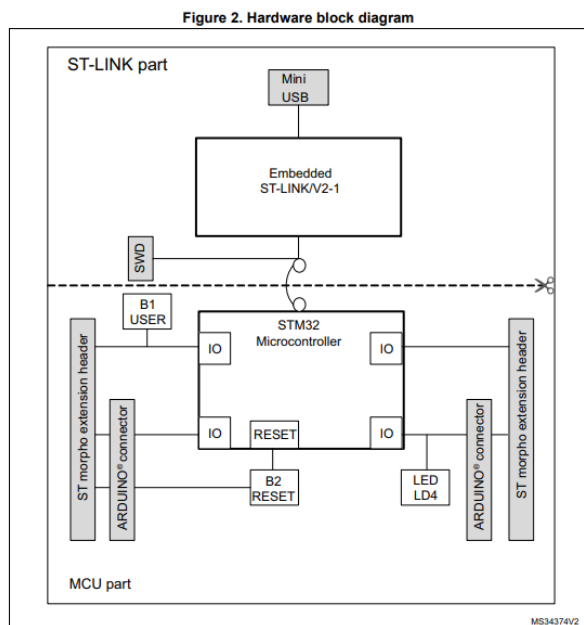 Figure 2. Hardware block diagram
ST-LINK part
Mini
USB
Embedded
ST-LINK/V2-1
SWD
B1
USER
STM32
Microcontroller
IO
IO
ST morpho extension header
ST morpho extension header
IO
RESET
IO
ARDUINO® connector
ARDUINO® connector
B2
RESET
LED
LD4
MCU part
MS34374V2